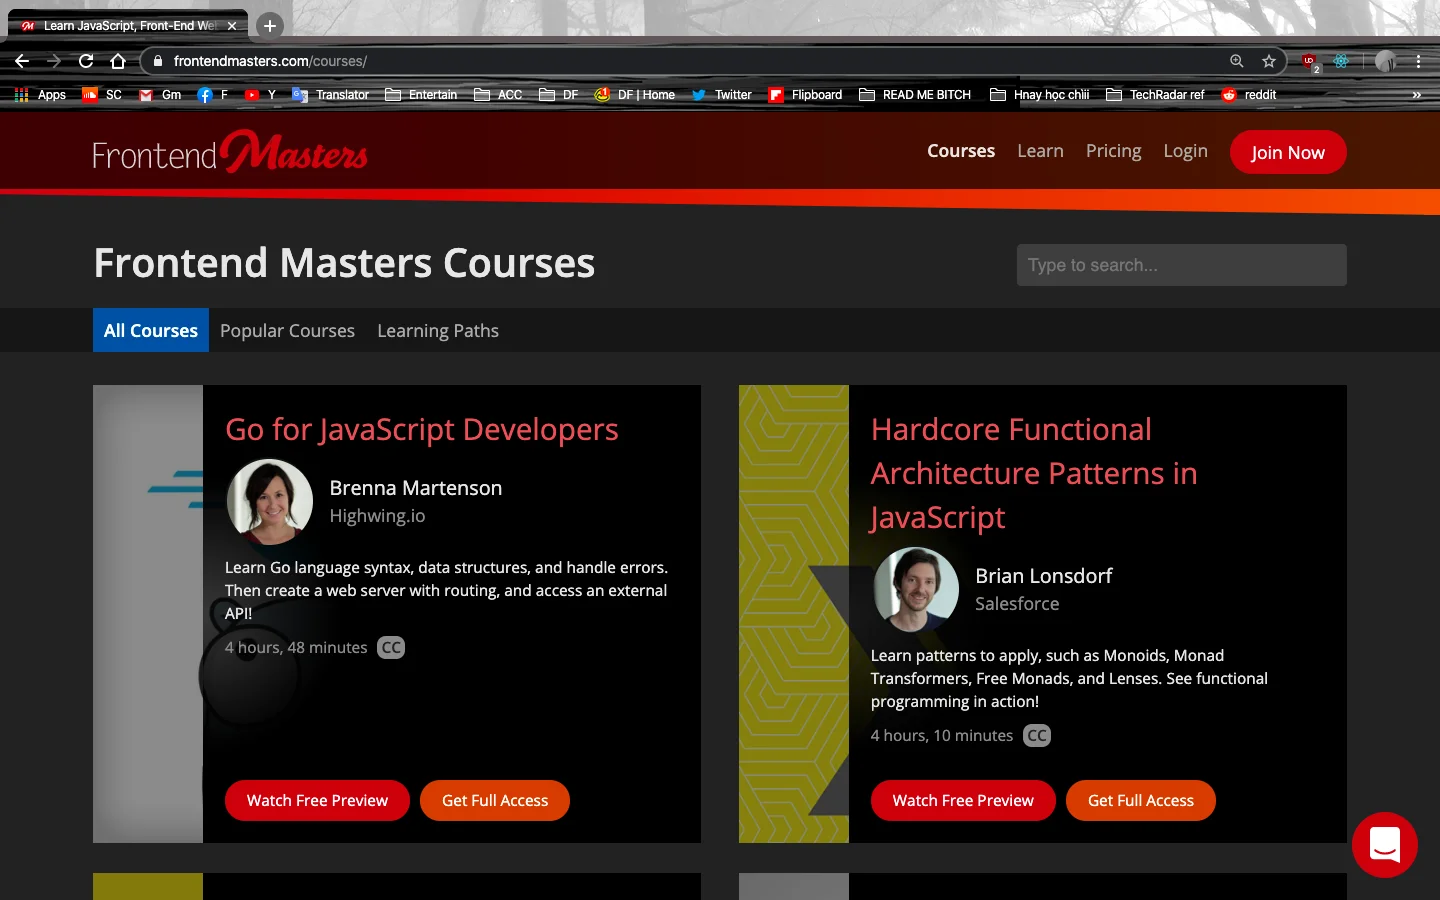 Learn JavaScript, Front-End We
frontendmasters.com/courses/
2
Apps SC Gm F Y Translator Entertain ACC DF DF | Home Twitter Flipboard READ ME BITCH Hnay học chìi TechRadar ref reddit »
Frontend Masters
Courses Learn Pricing Login Join Now
Frontend Masters Courses
Type to search...
All Courses Popular Courses Learning Paths
Go for JavaScript Developers
Brenna Martenson
Highwing.io
Learn Go language syntax, data structures, and handle errors.
Then create a web server with routing, and access an external
API!
4 hours, 48 minutes CC
Watch Free Preview Get Full Access
Hardcore Functional
Architecture Patterns in
JavaScript
Brian Lonsdorf
Salesforce
Learn patterns to apply, such as Monoids, Monad
Transformers, Free Monads, and Lenses. See functional
programming in action!
4 hours, 10 minutes CC
Watch Free Preview Get Full Access